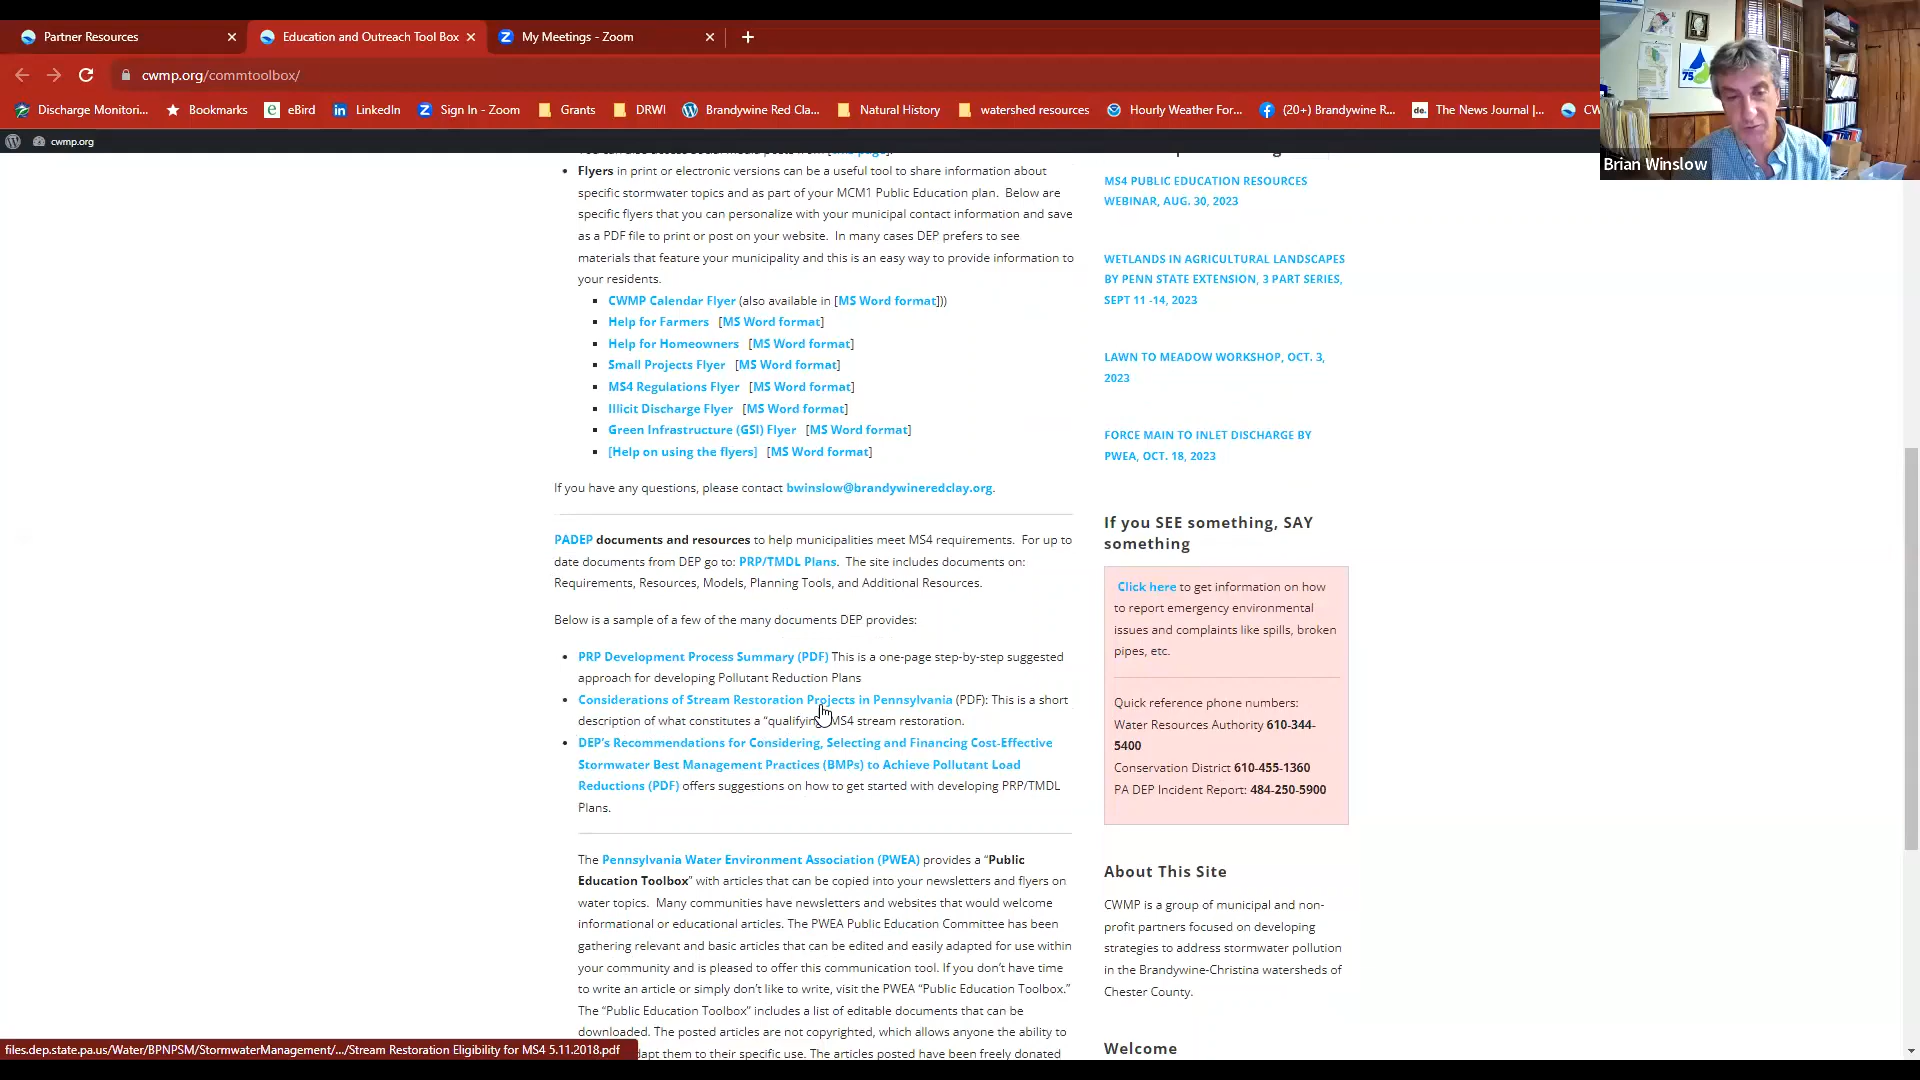 Partner Resources
Education and Outreach Tool Box
My Meetings - Zoom
cwmp.org/commtoolbox/
Discharge Monitori...
Bookmarks
eBird
LinkedIn
Sign In - Zoom
Grants
DRWI
Brandywine Red Cla...
Natural History
watershed resources
Hourly Weather For...
(20+) Brandywine R...
The News Journal |...
75
Brian Winslow
cwmp.org
• Flyers in print or electronic versions can be a useful tool to share information about
specific stormwater topics and as part of your MCM1 Public Education plan.  Below are
specific flyers that you can personalize with your municipal contact information and save
as a PDF file to print or post on your website.  In many cases DEP prefers to see
materials that feature your municipality and this is an easy way to provide information to
your residents.
▪ CWMP Calendar Flyer (also available in [MS Word format]))
▪ Help for Farmers  [MS Word format]
▪ Help for Homeowners  [MS Word format]
▪ Small Projects Flyer  [MS Word format]
▪ MS4 Regulations Flyer  [MS Word format]
▪ Illicit Discharge Flyer  [MS Word format]
▪ Green Infrastructure (GSI) Flyer  [MS Word format]
▪ [Help on using the flyers]  [MS Word format]
If you have any questions, please contact bwinslow@brandywineredclay.org.
PADEP documents and resources to help municipalities meet MS4 requirements.  For up to
date documents from DEP go to: PRP/TMDL Plans.  The site includes documents on:
Requirements, Resources, Models, Planning Tools, and Additional Resources.
Below is a sample of a few of the many documents DEP provides:
• PRP Development Process Summary (PDF) This is a one-page step-by-step suggested
approach for developing Pollutant Reduction Plans
• Considerations of Stream Restoration Projects in Pennsylvania (PDF): This is a short
description of what constitutes a “qualifying MS4 stream restoration.
• DEP’s Recommendations for Considering, Selecting and Financing Cost-Effective
Stormwater Best Management Practices (BMPs) to Achieve Pollutant Load
Reductions (PDF) offers suggestions on how to get started with developing PRP/TMDL
Plans.
The Pennsylvania Water Environment Association (PWEA) provides a “Public
Education Toolbox” with articles that can be copied into your newsletters and flyers on
water topics.  Many communities have newsletters and websites that would welcome
informational or educational articles. The PWEA Public Education Committee has been
gathering relevant and basic articles that can be edited and easily adapted for use within
your community and is pleased to offer this communication tool. If you don’t have time
to write an article or simply don’t like to write, visit the PWEA “Public Education Toolbox.”
The “Public Education Toolbox” includes a list of editable documents that can be
downloaded. The posted articles are not copyrighted, which allows anyone the ability to
adapt them to their specific use. The articles posted have been freely donated
MS4 PUBLIC EDUCATION RESOURCES
WEBINAR, AUG. 30, 2023
WETLANDS IN AGRICULTURAL LANDSCAPES
BY PENN STATE EXTENSION, 3 PART SERIES,
SEPT 11 -14, 2023
LAWN TO MEADOW WORKSHOP, OCT. 3,
2023
FORCE MAIN TO INLET DISCHARGE BY
PWEA, OCT. 18, 2023
If you SEE something, SAY
something
Click here to get information on how
to report emergency environmental
issues and complaints like spills, broken
pipes, etc.
Quick reference phone numbers:
Water Resources Authority 610-344-
5400
Conservation District 610-455-1360
PA DEP Incident Report: 484-250-5900
About This Site
CWMP is a group of municipal and non-
profit partners focused on developing
strategies to address stormwater pollution
in the Brandywine-Christina watersheds of
Chester County.
Welcome
files.dep.state.pa.us/Water/BPNPSM/StormwaterManagement/.../Stream Restoration Eligibility for MS4 5.11.2018.pdf